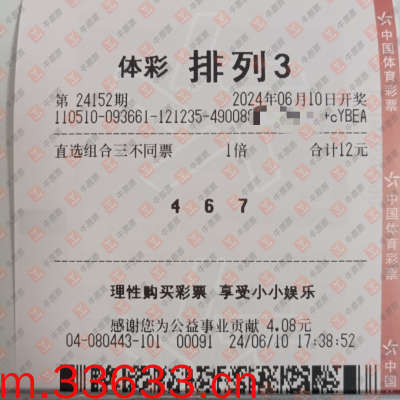 体彩 排列3
第 24152期 2024年06月10日开奖
110510-093661-121235-49008 +cYBEA
直选组合三不同票 1倍 合计12元
4 6 7
理性购买彩票 享受小小娱乐
感谢您为公益事业贡献 4.08元
04-080443-101 00091 24/06/10 17:38:52
m.33633.com
中国体育彩票
中国体育彩票